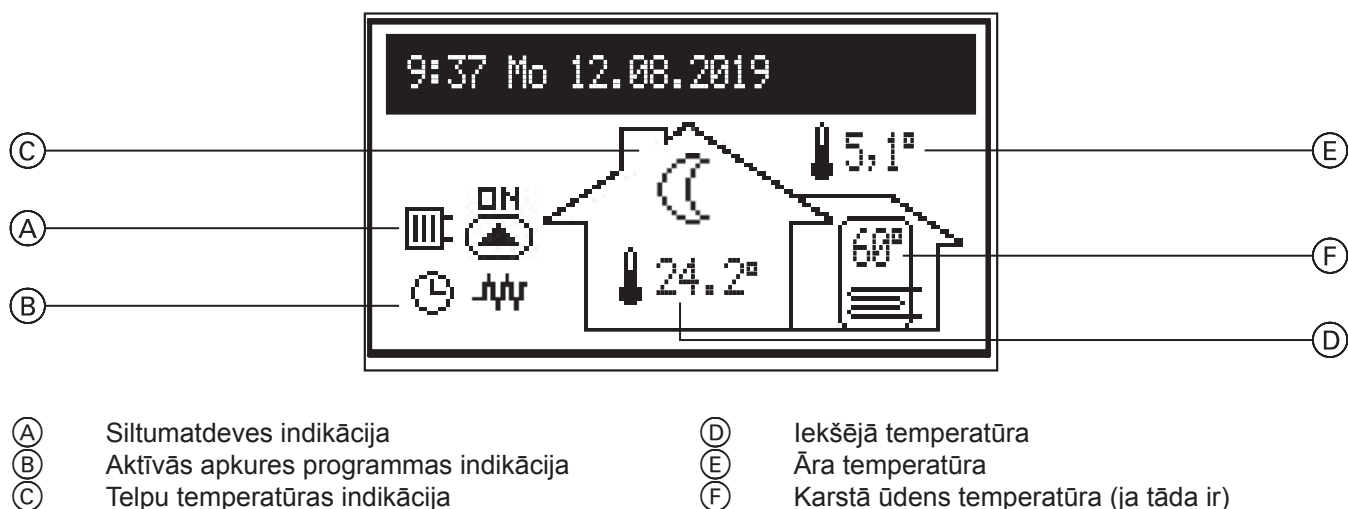 9:37 Mo 12.08.2019
C
5,1°
E
ON
A
60°
F
24.2°
B
D
A Siltumatdeves indikācija
B Aktīvās apkures programmas indikācija
C Telpu temperatūras indikācija
D Iekšējā temperatūra
E Āra temperatūra
F Karstā ūdens temperatūra (ja tāda ir)